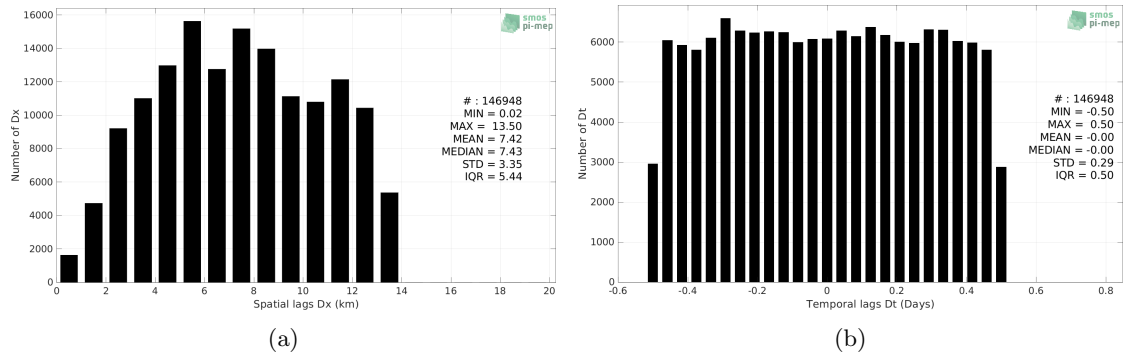 16000
14000
12000
10000
8000
6000
4000
2000
0
Number of Dx
0 2 4 6 8 10 12 14 16 18 20
Spatial lags Dx (km)
smos
pi-mep
# : 146948
MIN = 0.02
MAX = 13.50
MEAN = 7.42
MEDIAN = 7.43
STD = 3.35
IQR = 5.44
(a)
6000
5000
4000
3000
2000
1000
0
Number of Dt
-0.6 -0.4 -0.2 0 0.2 0.4 0.6 0.8
Temporal lags Dt (Days)
smos
pi-mep
# : 146948
MIN = -0.50
MAX = 0.50
MEAN = -0.00
MEDIAN = -0.00
STD = 0.29
IQR = 0.50
(b)